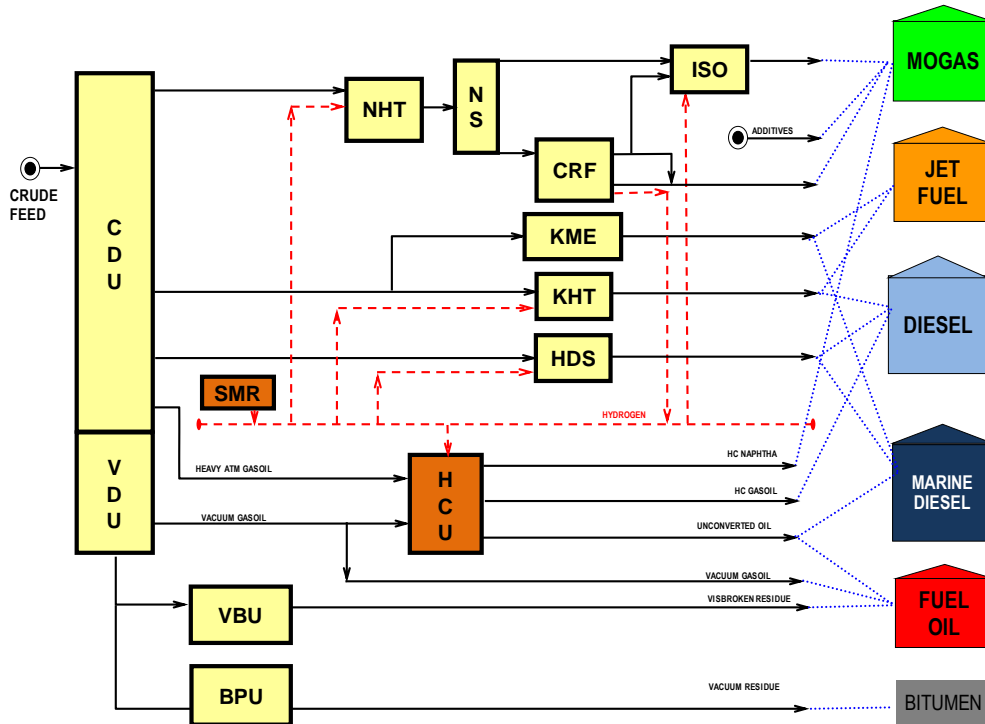 MOGAS
ISO
NHT
N
S
ADDITIVES
CRF
JET
FUEL
CRUDE
FEED
C
D
U
KME
KHT
DIESEL
HDS
SMR
HYDROGEN
V
D
U
HEAVY ATM GASOIL
H
C
U
HC NAPHTHA
HC GASOIL
MARINE
DIESEL
VACUUM GASOIL
UNCONVERTED OIL
VACUUM GASOIL
VBU
VISBROKEN RESIDUE
FUEL
OIL
BPU
VACUUM RESIDUE
BITUMEN